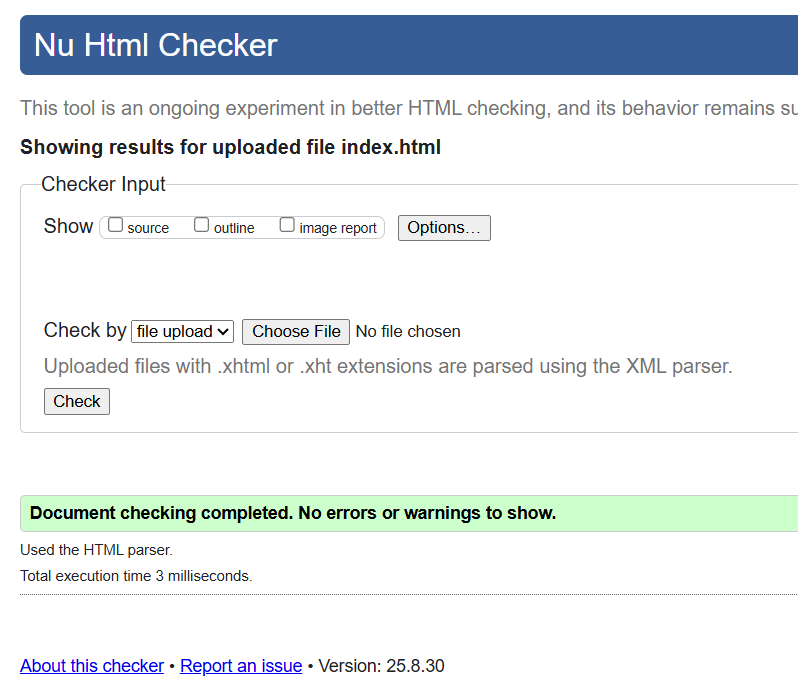 Nu Html Checker
This tool is an ongoing experiment in better HTML checking, and its behavior remains
Showing results for uploaded file index.html
Checker Input
Show source outline image report Options...
Check by file upload Choose File No file chosen
Uploaded files with .xhtml or .xht extensions are parsed using the XML parser.
Check
Document checking completed. No errors or warnings to show.
Used the HTML parser.
Total execution time 3 milliseconds.
About this checker • Report an issue • Version: 25.8.30